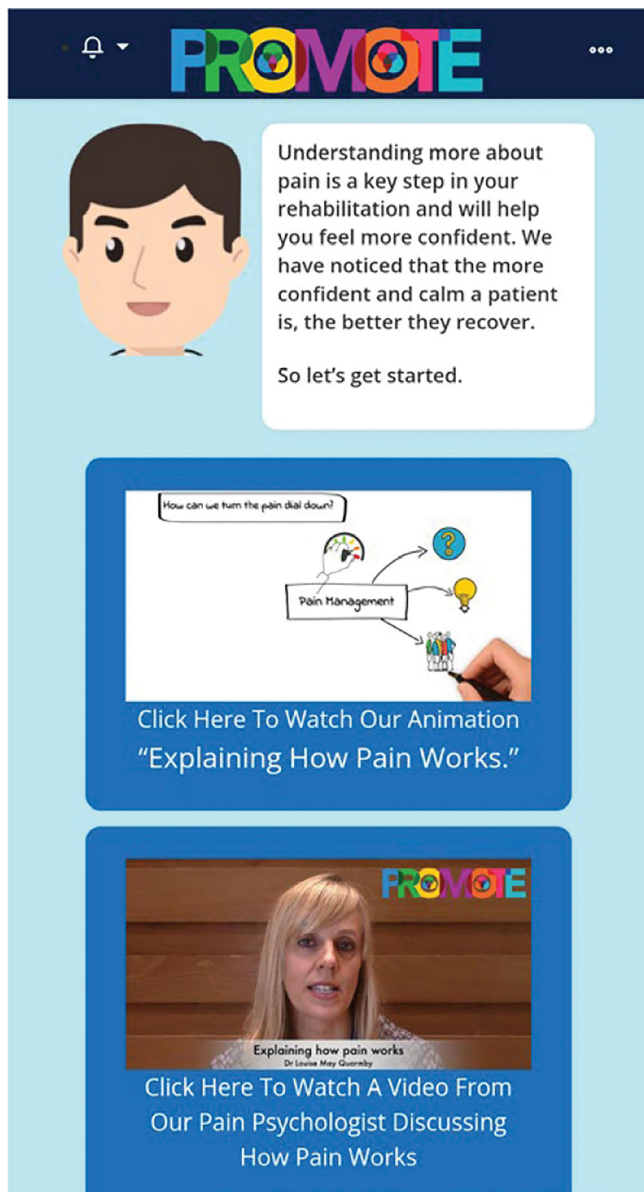 PROMOTE
Understanding more about
pain is a key step in your
rehabilitation and will help
you feel more confident. We
have noticed that the more
confident and calm a patient
is, the better they recover.
So let's get started.
How can we turn the pain dial down?
Pain Management
?
Click Here To Watch Our Animation
“Explaining How Pain Works.”
PROMOTE
Explaining how pain works
Dr Louise May Quarmby
Click Here To Watch A Video From
Our Pain Psychologist Discussing
How Pain Works